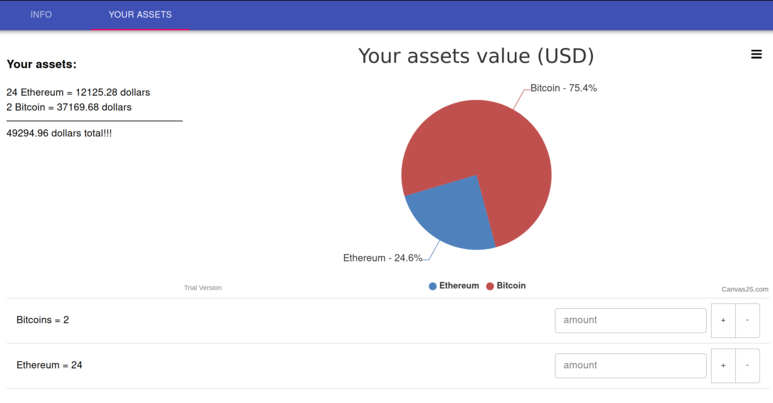 INFO
YOUR ASSETS
Your assets:
24 Ethereum = 12125.28 dollars
2 Bitcoin = 37169.68 dollars
49294.96 dollars total!!!
Your assets value (USD)
Bitcoin - 75.4%
Ethereum - 24.6%
Ethereum Bitcoin
Trial Version
CanvasJS.com
Bitcoins = 2
amount
+ -
Ethereum = 24
amount
+ -